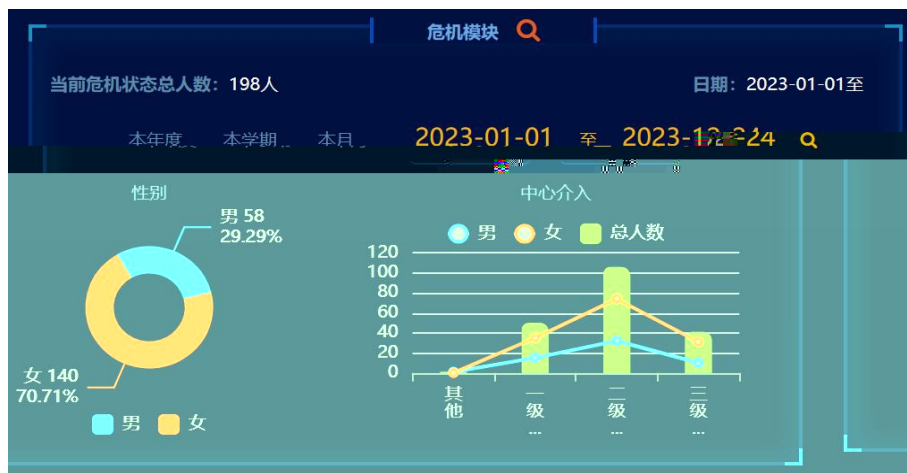 危机模块
当前危机状态总人数：198人
日期：2023-01-01至
本年度 本学期 本月 2023-01-01 至
性别
男 58
29.29%
女 140
70.71%
男 女
中心介入
男 女 总人数
120
100
80
60
40
20
0
其他
一级...
二级...
三级...